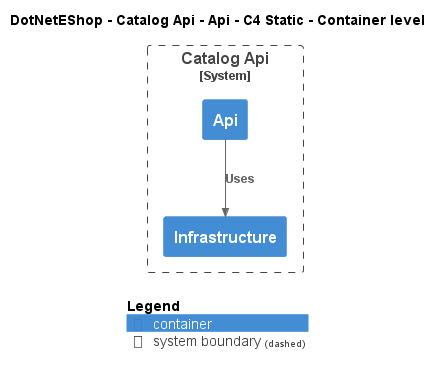 DotNetEShop - Catalog Api - Api - C4 Static - Container level
Catalog Api
[System]
Api
Uses
Infrastructure
Legend
container
system boundary (dashed)